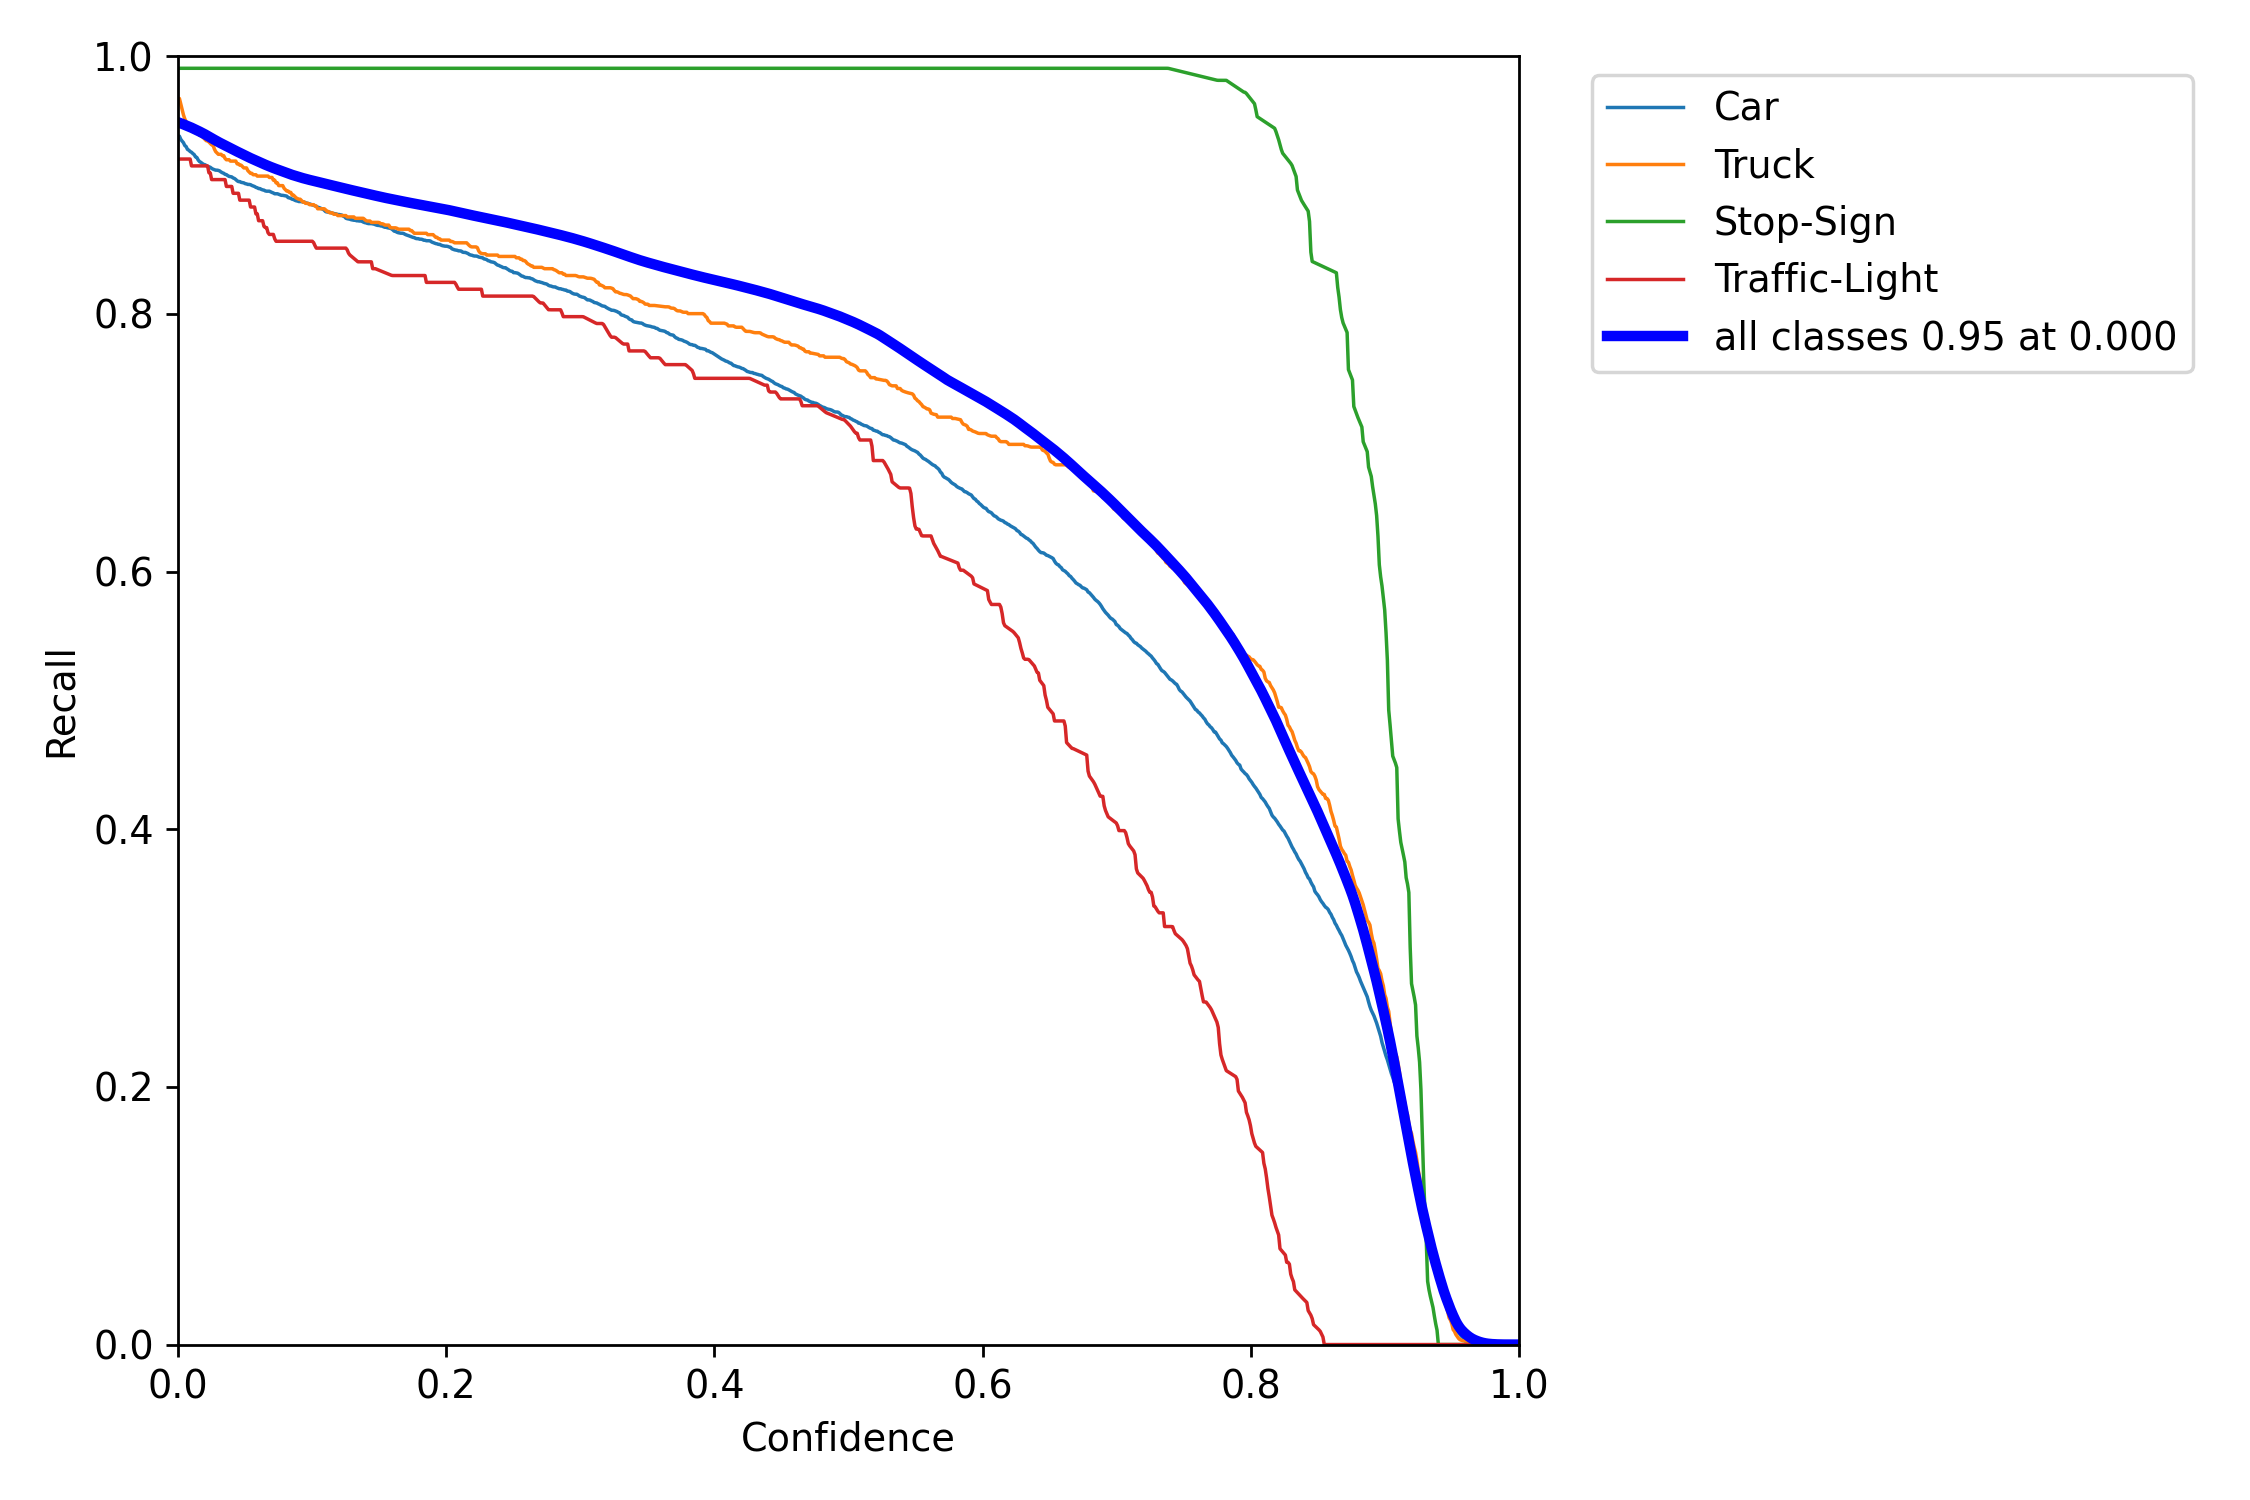 1.0
0.8
0.6
0.4
0.2
0.0
Recall
0.0 0.2 0.4 0.6 0.8 1.0
Confidence
Car
Truck
Stop-Sign
Traffic-Light
all classes 0.95 at 0.000